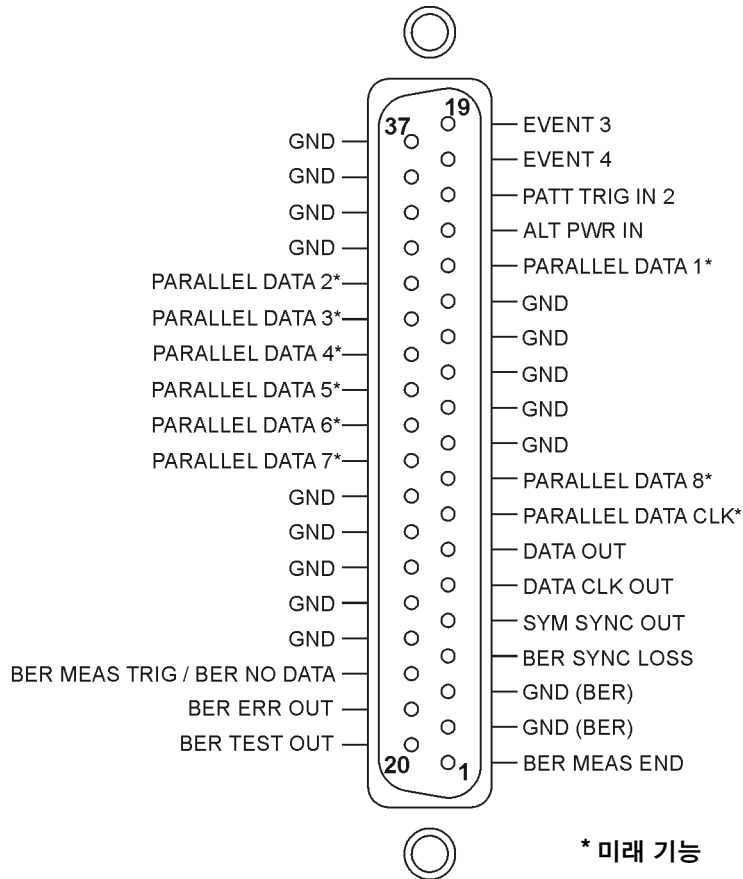 19
37
EVENT 3
GND
EVENT 4
GND
PATT TRIG IN 2
GND
ALT PWR IN
GND
PARALLEL DATA 1*
PARALLEL DATA 2*
GND
PARALLEL DATA 3*
GND
PARALLEL DATA 4*
GND
PARALLEL DATA 5*
GND
PARALLEL DATA 6*
GND
PARALLEL DATA 7*
PARALLEL DATA 8*
GND
PARALLEL DATA CLK*
GND
DATA OUT
GND
DATA CLK OUT
GND
SYM SYNC OUT
GND
BER SYNC LOSS
BER MEAS TRIG / BER NO DATA
GND (BER)
BER ERR OUT
GND (BER)
BER TEST OUT
BER MEAS END
20
1
* 미래 기능